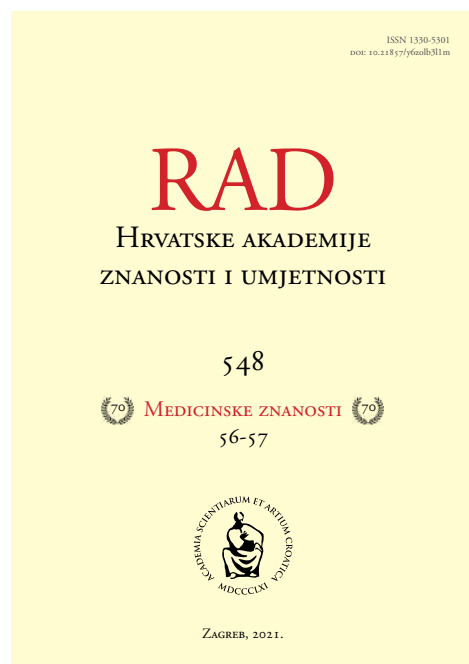 ISSN 1330-5301
DOI: 10.21857/y6zolb3l1m
RAD
Hrvatske akademije
znanosti i umjetnosti
548
70 Medicinske znanosti 70
56-57
ACADEMIA SCIENTIARUM ET ARTIUM CROATICA
MDCCCLXI
Zagreb, 2021.